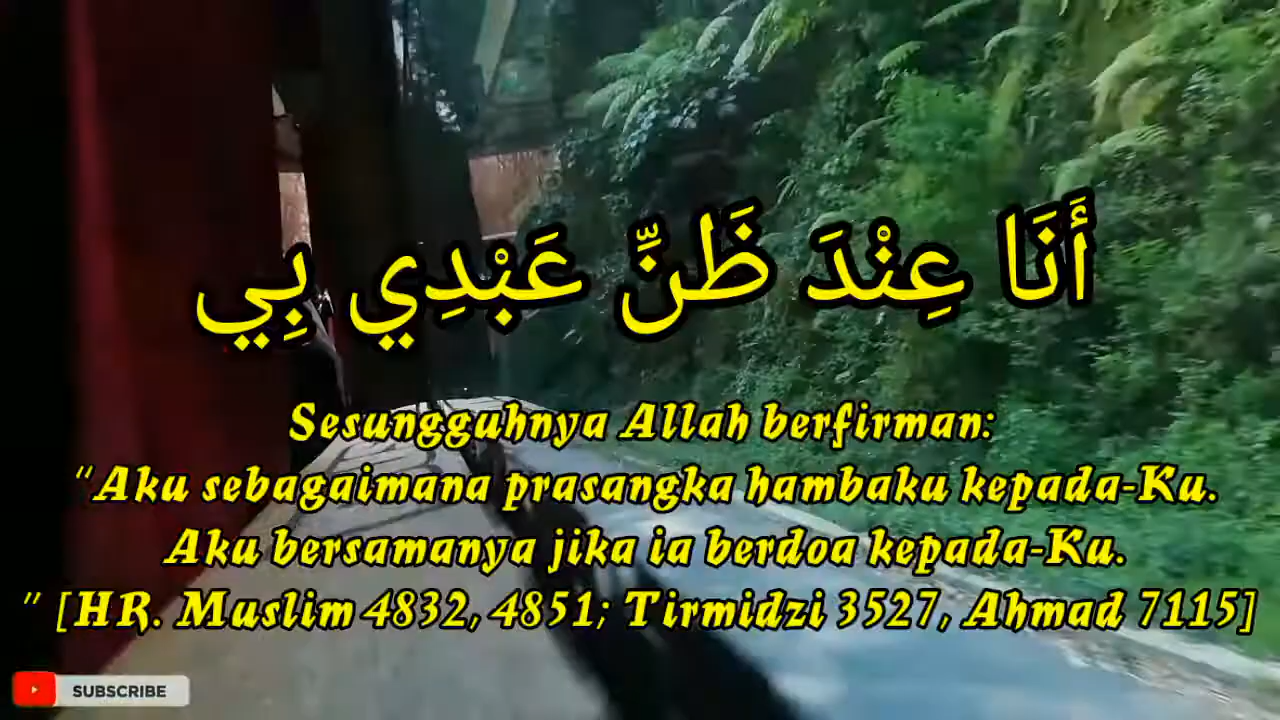 أَنَا عِنْدَ ظَنِّ عَبْدِي بِي
Sesungguhnya Allah berfirman:
"Aku sebagaimana prasangka hambaku kepada-Ku.
Aku bersamanya jika ia berdoa kepada-Ku.
" [HR. Muslim 4832, 4851; Tirmidzi 3527, Ahmad 7115]
SUBSCRIBE